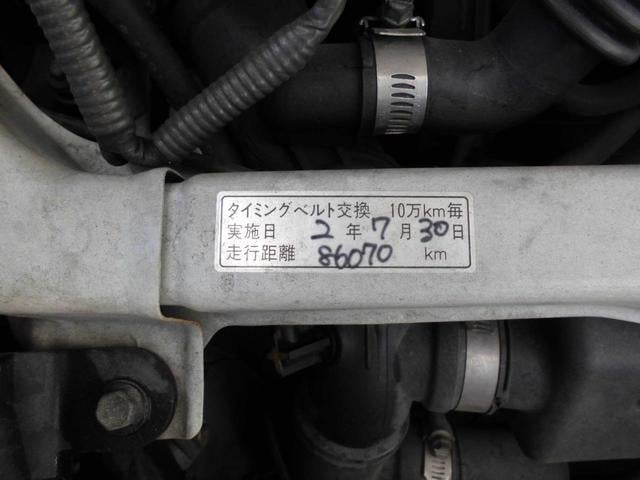 タイミングベルト交換 10万km毎
実施日 2 年 7 月 30 日
走行距離 86070 km